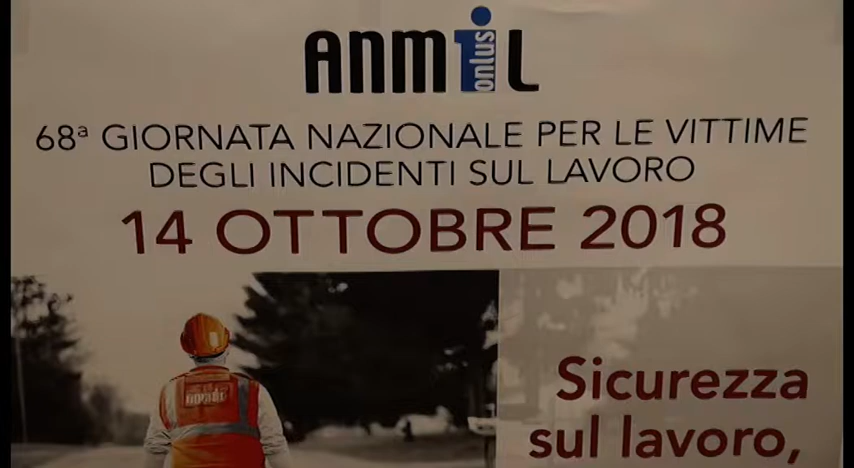 ANMiL
onlus
68ª GIORNATA NAZIONALE PER LE VITTIME
DEGLI INCIDENTI SUL LAVORO
14 OTTOBRE 2018
Sicurezza
sul lavoro,